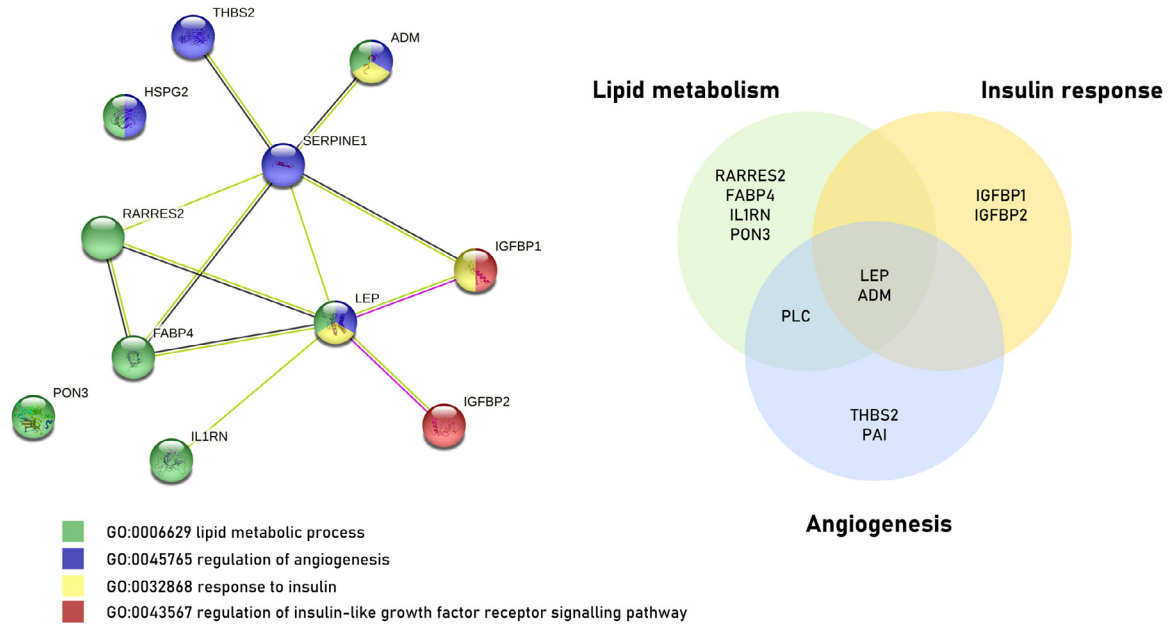 THBS2
ADM
HSPG2
SERPINE1
RARRES2
IGFBP1
LEP
FABP4
PON3
IL1RN
IGFBP2
GO:0006629 lipid metabolic process
GO:0045765 regulation of angiogenesis
GO:0032868 response to insulin
GO:0043567 regulation of insulin-like growth factor receptor signalling pathway
Lipid metabolism
Insulin response
RARRES2
FABP4
IL1RN
PON3
IGFBP1
IGFBP2
LEP
ADM
PLC
THBS2
PAI
Angiogenesis